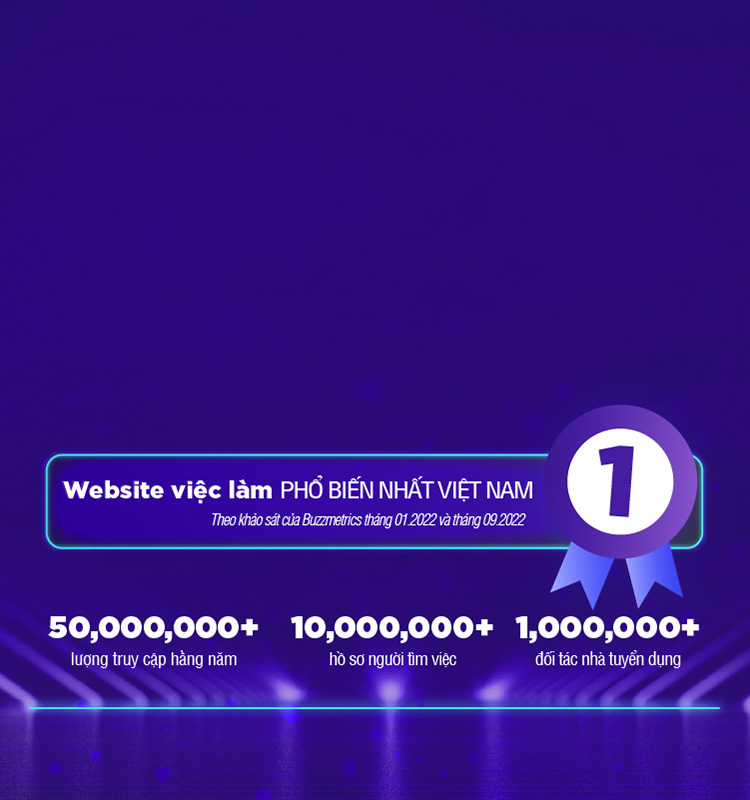 Website việc làm PHỔ BIẾN NHẤT VIỆT NAM
1
Theo khảo sát của Buzzmetrics tháng 01.2022 và tháng 09.2022
50,000,000+ 10,000,000+ 1,000,000+
lượng truy cập hằng năm hồ sơ người tìm việc đối tác nhà tuyển dụng